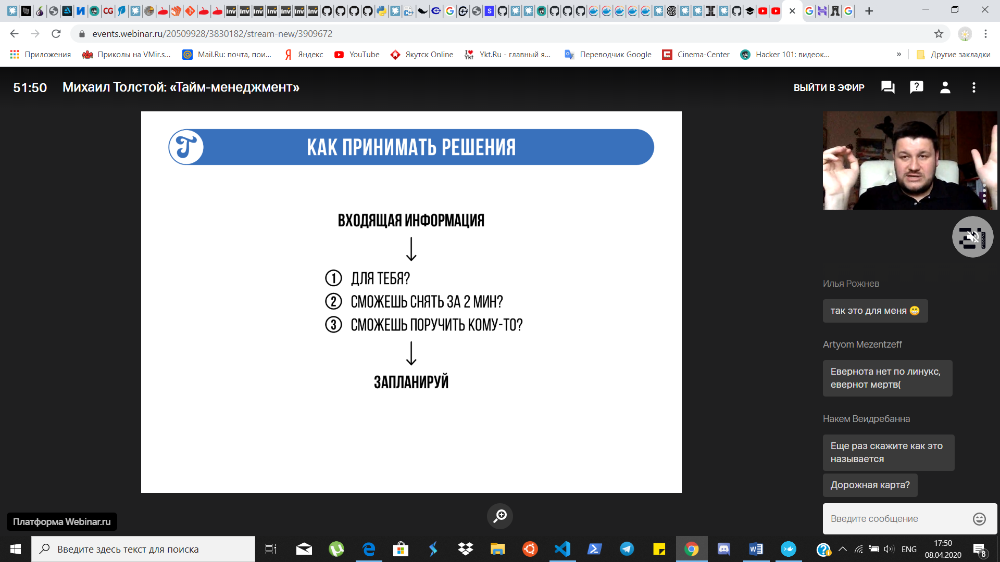 events.webinar.ru/20509928/3830182/stream-new/3909672
Приложения
Приколы на VMir.s...
Mail.Ru: почта, пои...
Яндекс
YouTube
Якутск Online
Ykt.Ru - главный я...
Переводчик Google
Cinema-Center
Hacker 101: видеок...
»
Другие закладки
51:50
Михаил Толстой: «Тайм-менеджмент»
ВЫЙТИ В ЭФИР
КАК ПРИНИМАТЬ РЕШЕНИЯ
ВХОДЯЩАЯ ИНФОРМАЦИЯ
1 ДЛЯ ТЕБЯ?
2 СМОЖЕШЬ СНЯТЬ ЗА 2 МИН?
3 СМОЖЕШЬ ПОРУЧИТЬ КОМУ-ТО?
ЗАПЛАНИРУЙ
Илья Рожнев
так это для меня 😁
Artyom Mezentzeff
Евернота нет по линукс,
евернот мертв(
Накем Веидребанна
Еще раз скажите как это
называется
Дорожная карта?
Введите сообщение
Платформа Webinar.ru
Введите здесь текст для поиска
ENG
17:50
08.04.2020
8